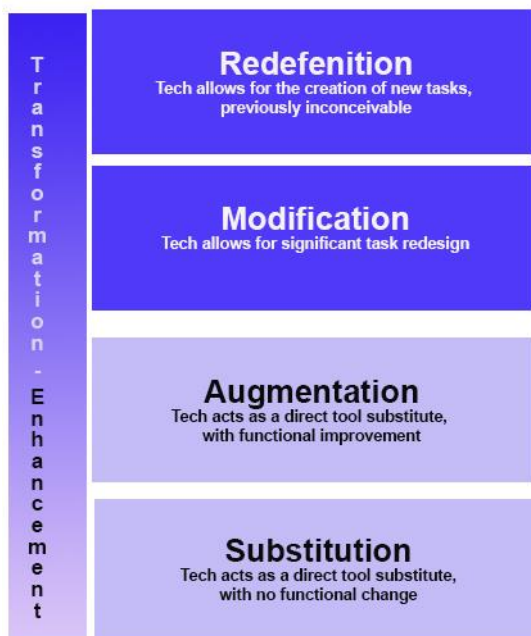 Transformation - Enhancement
Redefenition
Tech allows for the creation of new tasks,
previously inconceivable
Modification
Tech allows for significant task redesign
Augmentation
Tech acts as a direct tool substitute,
with functional improvement
Substitution
Tech acts as a direct tool substitute,
with no functional change